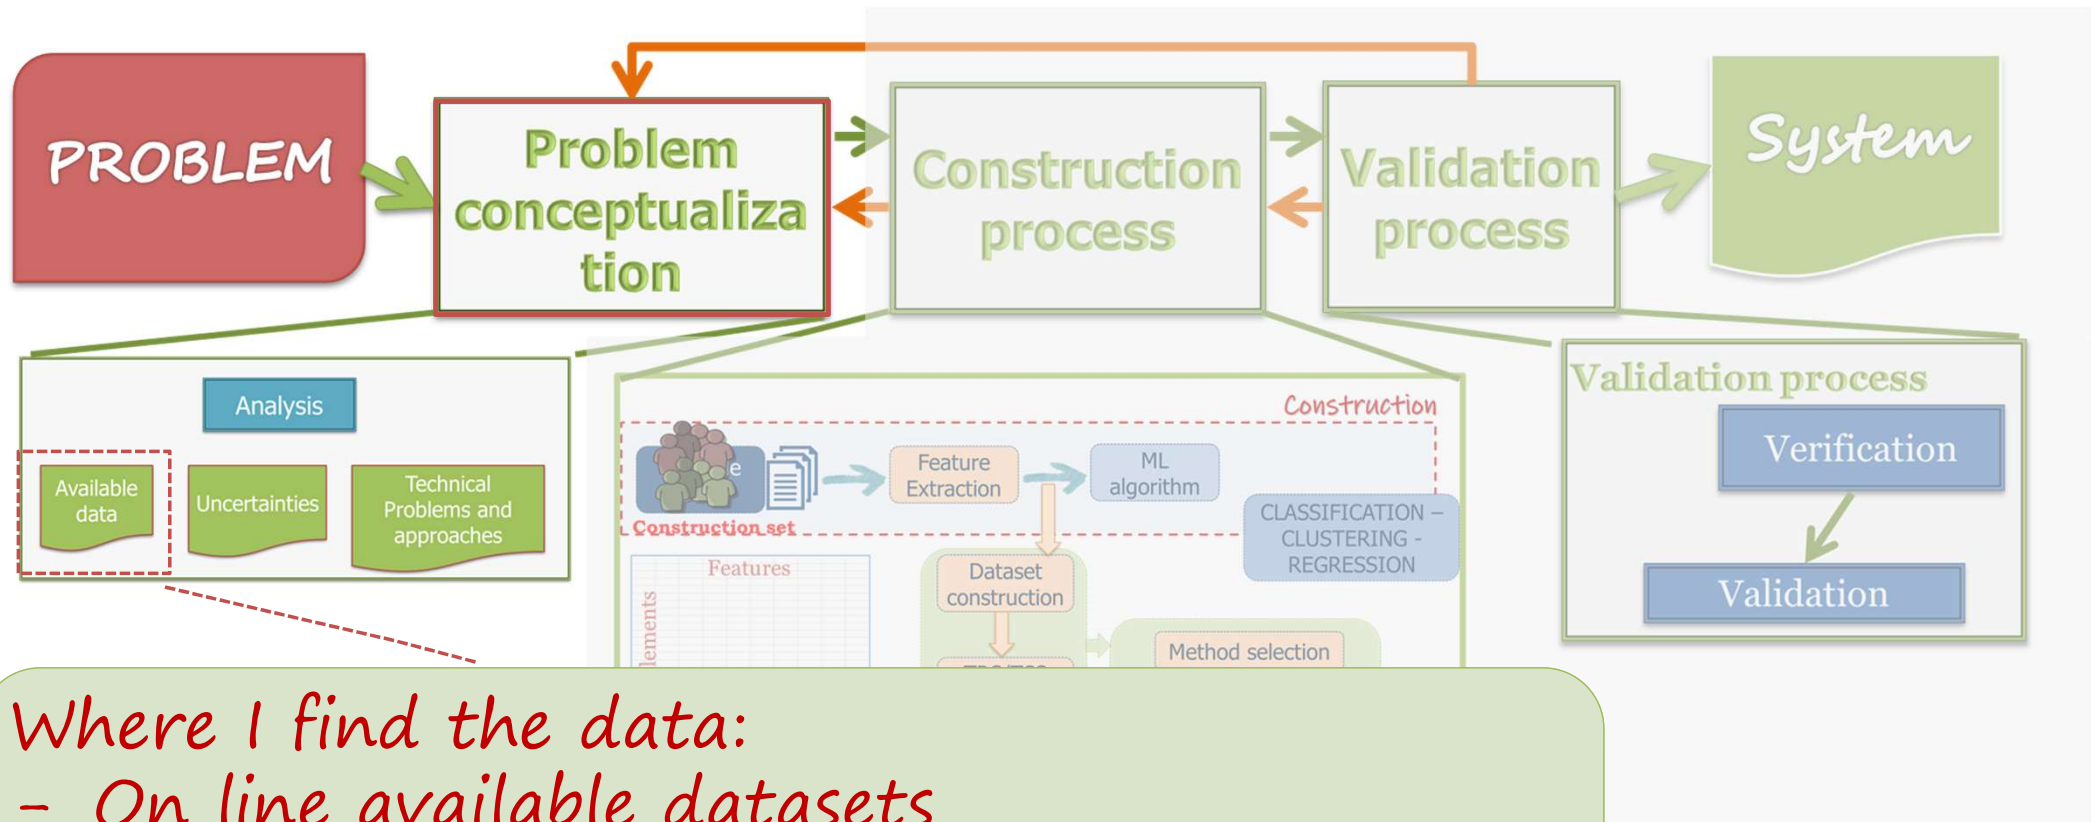 PROBLEM
Problem
conceptualiza
tion
Construction
process
Validation
process
System
Analysis
Available
data
Uncertainties
Technical
Problems and
approaches
Construction
e
Construction set
Feature
Extraction
ML
algorithm
CLASSIFICATION –
CLUSTERING -
REGRESSION
Features
lements
Dataset
construction
Method selection
Validation process
Verification
Validation
Where I find the data:
- On line available datasets